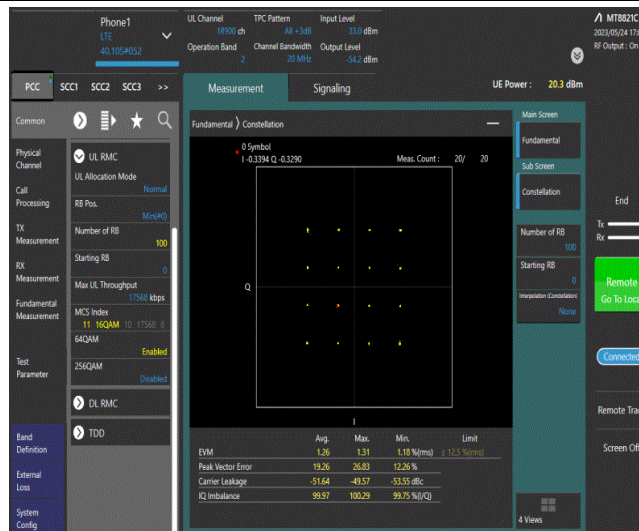 Phone1
LTE
40.105#052
UL Channel
18900 ch
TPC Pattern
All +3dB
Input Level
33.0 dBm
Operation Band
2
Channel Bandwidth
20 MHz
Output Level
-54.2 dBm
MT8821C
2023/05/24 17:
RF Output : On
PCC SCC1 SCC2 SCC3 >>
Measurement
Signaling
UE Power : 20.3 dBm
Common
Physical
Channel
Call
Processing
TX
Measurement
RX
Measurement
Fundamental
Measurement
Test
Parameter
Band
Definition
External
Loss
System
Config
UL RMC
UL Allocation Mode
Normal
RB Pos.
Min(#0)
Number of RB
100
Starting RB
0
Max UL Throughput
17568 kbps
MCS Index
11 16QAM 10 17568 8
64QAM
Enabled
256QAM
Disabled
DL RMC
TDD
Fundamental 〉 Constellation
0 Symbol
I -0.3394 Q -0.3290
Meas. Count : 20/ 20
Q
I
Avg. Max. Min. Limit
EVM 1.26 1.31 1.18 %(rms) ± 12.5 %(rms)
Peak Vector Error 19.26 26.83 12.26 %
Carrier Leakage -51.64 -49.57 -53.55 dBc
IQ Imbalance 99.97 100.29 99.75 %(I/Q)
Main Screen
Fundamental
Sub Screen
Constellation
Number of RB
100
Starting RB
0
Interpolation (Constellation)
None
4 Views
End
Tx
Rx
Remote
Go To Loca
Connected
Remote Trac
Screen Off